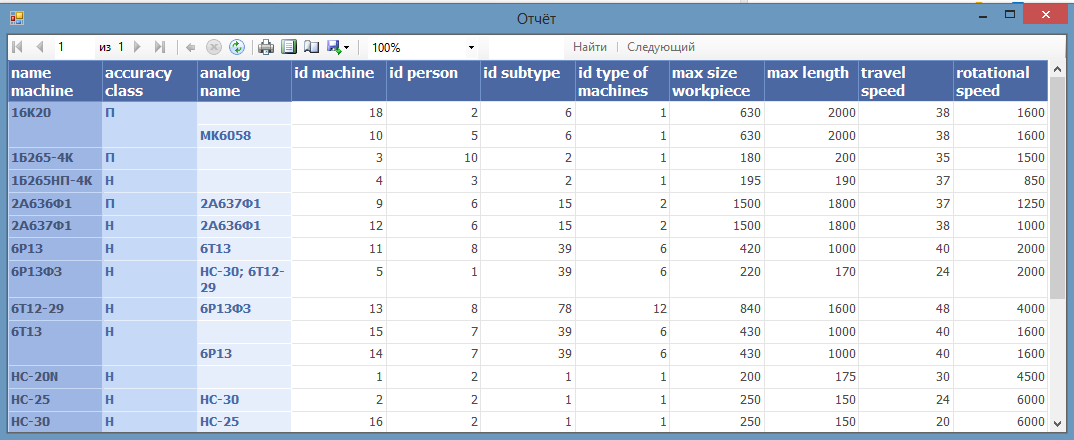 Отчёт
1 из 1 100% Найти | Следующий
name machine accuracy class analog name id machine id person id subtype id type of machines max size workpiece max length travel speed rotational speed
16К20 П 18 2 6 1 630 2000 38 1600
МК6058 10 5 6 1 630 2000 38 1600
1Б265-4К П 3 10 2 1 180 200 35 1500
1Б265НП-4К Н 4 3 2 1 195 190 37 850
2А636Ф1 П 2А637Ф1 9 6 15 2 1500 1800 37 1250
2А637Ф1 Н 2А636Ф1 12 6 15 2 1500 1800 38 1000
6Р13 Н 6Т13 11 8 39 6 420 1000 40 2000
6Р13Ф3 Н НС-30; 6Т12-29 5 1 39 6 220 170 24 2000
6Т12-29 Н 6Р13Ф3 13 8 78 12 840 1600 48 4000
6Т13 Н 15 7 39 6 430 1000 40 1600
6Р13 14 7 39 6 430 1000 40 1600
НС-20N Н 1 2 1 1 200 175 30 4500
НС-25 Н НС-30 2 2 1 1 250 150 24 6000
НС-30 Н НС-25 16 2 1 1 250 150 20 6000